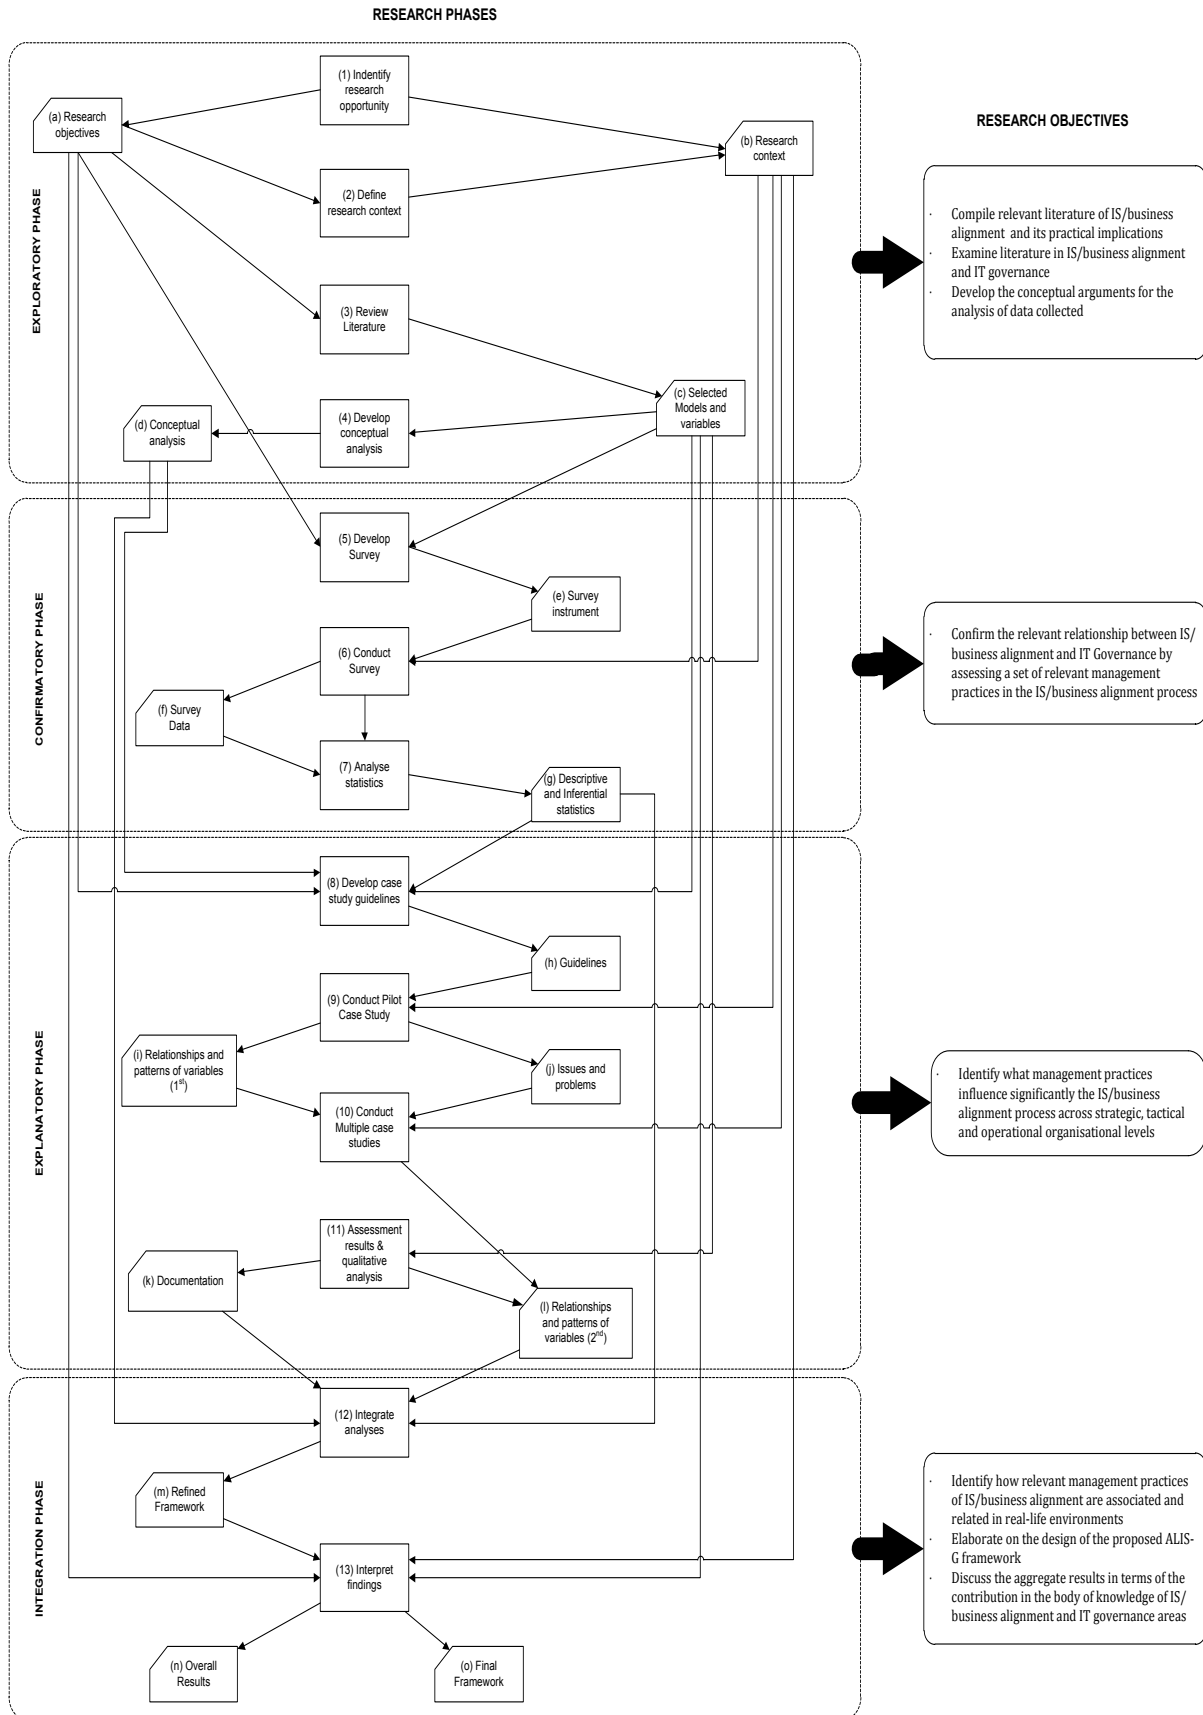 RESEARCH PHASES
EXPLORATORY PHASE
(1) Indentify
research
opportunity
(a) Research
objectives
(b) Research
context
(2) Define
research context
(3) Review
Literature
(c) Selected
Models and
variables
(4) Develop
conceptual
analysis
(d) Conceptual
analysis
CONFIRMATORY PHASE
(5) Develop
Survey
(e) Survey
instrument
(6) Conduct
Survey
(f) Survey
Data
(7) Analyse
statistics
(g) Descriptive
and Inferential
statistics
EXPLANATORY PHASE
(8) Develop case
study guidelines
(h) Guidelines
(9) Conduct Pilot
Case Study
(i) Relationships and
patterns of variables
(1st)
(j) Issues and
problems
(10) Conduct
Multiple case
studies
(11) Assessment
results &
qualitative
analysis
(k) Documentation
(l) Relationships
and patterns of
variables (2nd)
INTEGRATION PHASE
(12) Integrate
analyses
(m) Refined
Framework
(13) Interpret
findings
(n) Overall
Results
(o) Final
Framework
RESEARCH OBJECTIVES
· Compile relevant literature of IS/business
alignment and its practical implications
· Examine literature in IS/business alignment
and IT governance
· Develop the conceptual arguments for the
analysis of data collected
· Confirm the relevant relationship between IS/
business alignment and IT Governance by
assessing a set of relevant management
practices in the IS/business alignment process
· Identify what management practices
influence significantly the IS/business
alignment process across strategic, tactical
and operational organisational levels
· Identify how relevant management practices
of IS/business alignment are associated and
related in real-life environments
· Elaborate on the design of the proposed ALIS-
G framework
· Discuss the aggregate results in terms of the
contribution in the body of knowledge of IS/
business alignment and IT governance areas